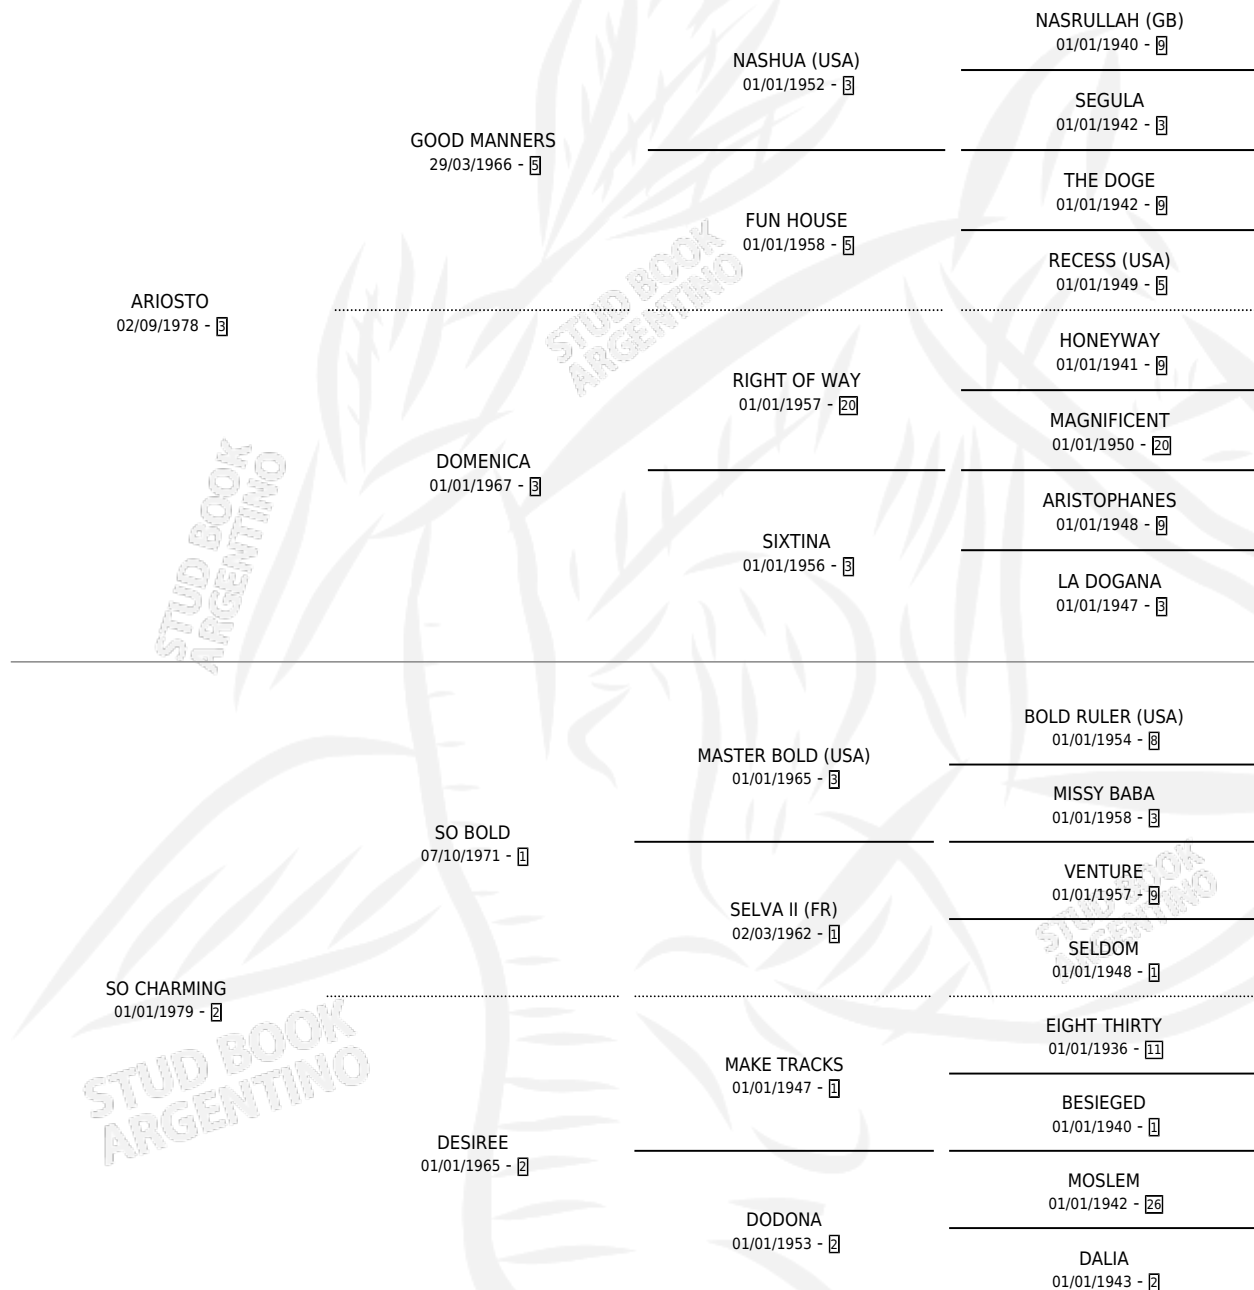 NASRULLAH (GB)
01/01/1940 - 9
NASHUA (USA)
01/01/1952 - 3
SEGULA
01/01/1942 - 3
GOOD MANNERS
29/03/1966 - 5
THE DOGE
01/01/1942 - 9
FUN HOUSE
01/01/1958 - 5
RECESS (USA)
01/01/1949 - 5
ARIOSTO
02/09/1978 - 3
HONEYWAY
01/01/1941 - 9
RIGHT OF WAY
01/01/1957 - 20
MAGNIFICENT
01/01/1950 - 20
DOMENICA
01/01/1967 - 3
ARISTOPHANES
01/01/1948 - 9
SIXTINA
01/01/1956 - 3
LA DOGANA
01/01/1947 - 3
BOLD RULER (USA)
01/01/1954 - 8
MASTER BOLD (USA)
01/01/1965 - 3
MISSY BABA
01/01/1958 - 3
SO BOLD
07/10/1971 - 1
VENTURE
01/01/1957 - 9
SELVA II (FR)
02/03/1962 - 1
SELDOM
01/01/1948 - 1
SO CHARMING
01/01/1979 - 2
EIGHT THIRTY
01/01/1936 - 11
MAKE TRACKS
01/01/1947 - 1
BESIEGED
01/01/1940 - 1
DESIREE
01/01/1965 - 2
MOSLEM
01/01/1942 - 26
DODONA
01/01/1953 - 2
DALIA
01/01/1943 - 2
STUD BOOK
ARGENTINO
STUD BOOK
ARGENTINO
STUD BOOK
ARGENTINO
STUD BOOK
ARGENTINO